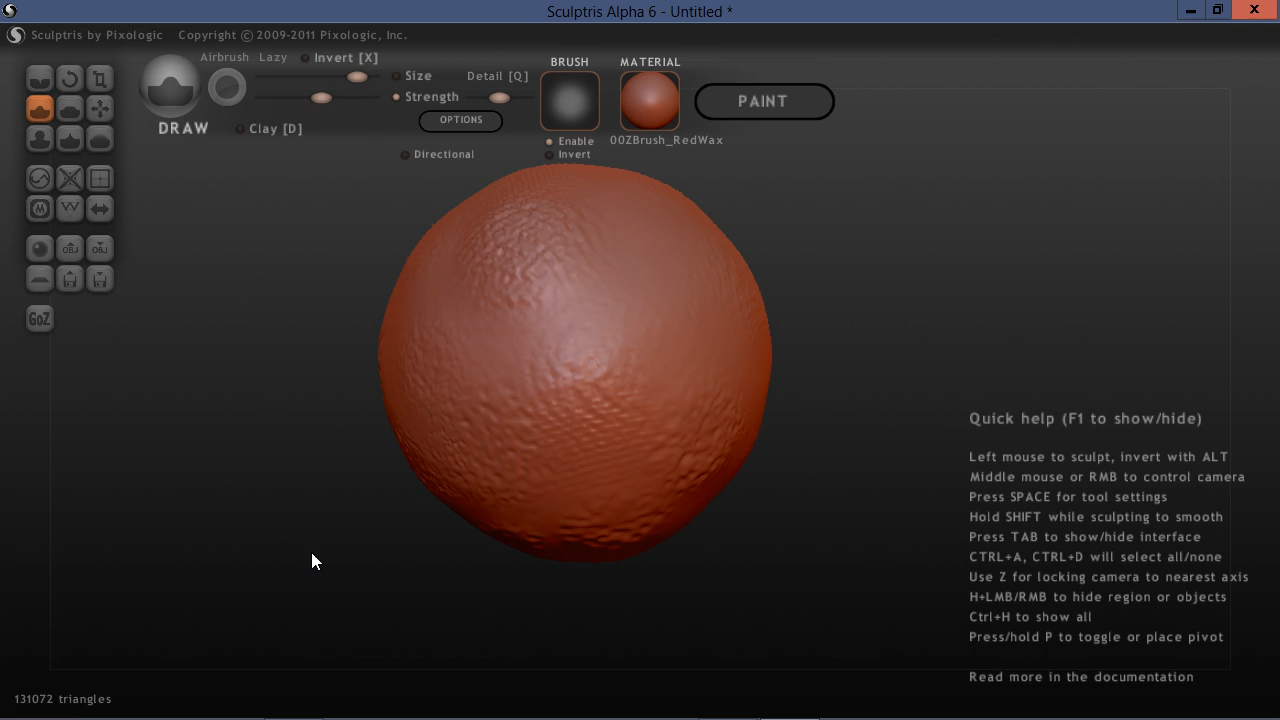 Sculptris Alpha 6 - Untitled *
Sculptris by Pixologic Copyright © 2009-2011 Pixologic, Inc.
Airbrush Lazy Invert [X]
BRUSH MATERIAL
Size Detail [Q]
Strength
PAINT
OPTIONS
DRAW Clay [D]
Enable 00ZBrush_RedWax
Directional Invert
OBJ OBJ
GoZ
Quick help (F1 to show/hide)
Left mouse to sculpt, invert with ALT
Middle mouse or RMB to control camera
Press SPACE for tool settings
Hold SHIFT while sculpting to smooth
Press TAB to show/hide interface
CTRL+A, CTRL+D will select all/none
Use Z for locking camera to nearest axis
H+LMB/RMB to hide region or objects
Ctrl+H to show all
Press/hold P to toggle or place pivot
Read more in the documentation
131072 triangles